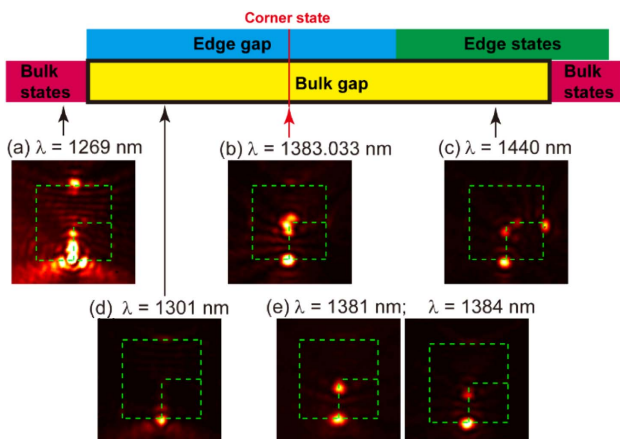 Corner state
Edge gap
Edge states
Bulk states
Bulk gap
Bulk states
(a) λ = 1269 nm
(b) λ = 1383.033 nm
(c) λ = 1440 nm
(d) λ = 1301 nm
(e) λ = 1381 nm; λ = 1384 nm